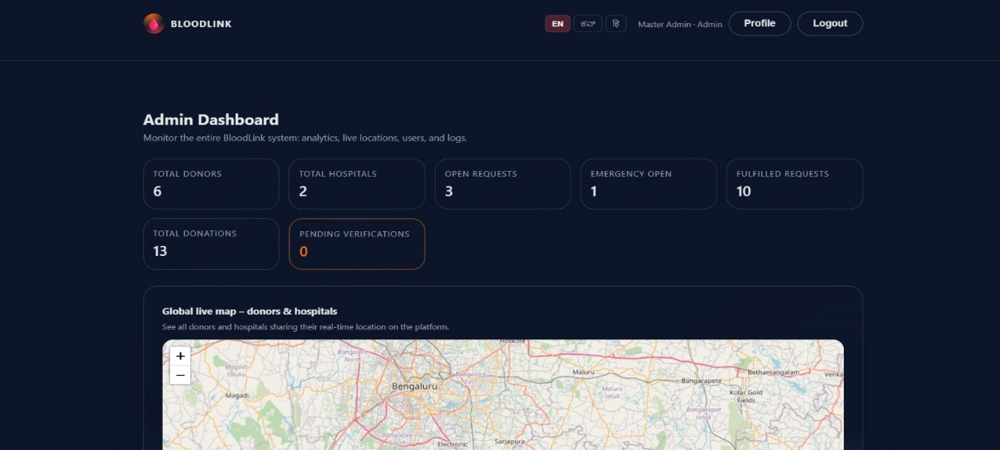 BLOODLINK
EN ಕನ್ हि Master Admin · Admin Profile Logout
Admin Dashboard
Monitor the entire BloodLink system: analytics, live locations, users, and logs.
TOTAL DONORS
6
TOTAL HOSPITALS
2
OPEN REQUESTS
3
EMERGENCY OPEN
1
FULFILLED REQUESTS
10
TOTAL DONATIONS
13
PENDING VERIFICATIONS
0
Global live map – donors & hospitals
See all donors and hospitals sharing their real-time location on the platform.
+
−
Hoskote
Bangalore
North
Magadi
taluku
Bengaluru
Bangalore
East
Maluru
Bethamangalam
Venka
Bangarapete
Magadi
Maluru
taluk
Kolar Gold
Fields
Bangarapet
taluk
Bangalore
South
Electronic
Sarjapura